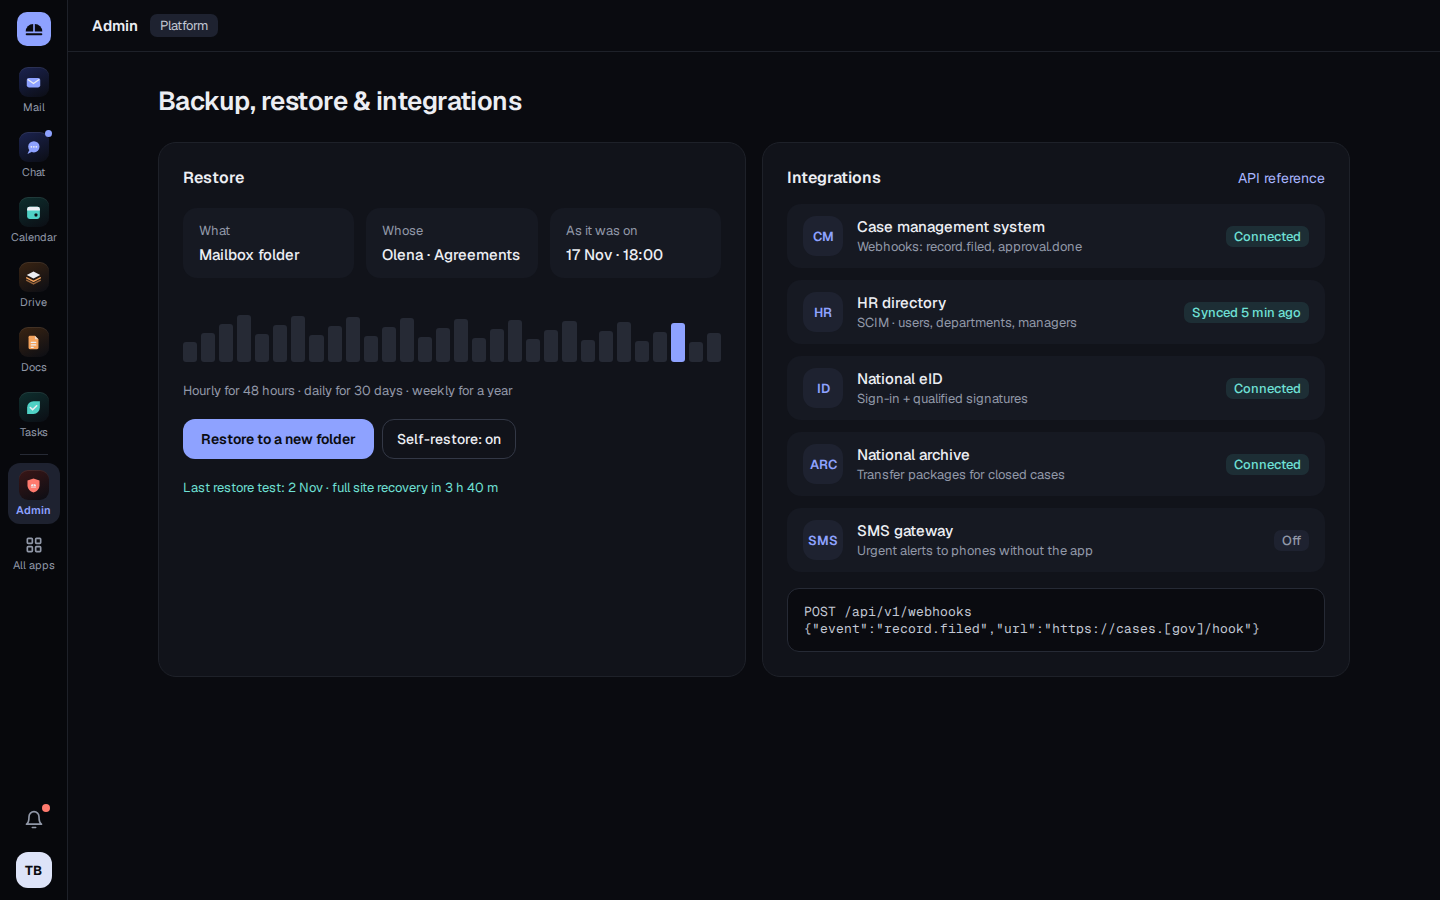 Admin
Platform
Mail
Chat
Calendar
Drive
Docs
Tasks
Admin
All apps
TB
Backup, restore & integrations
Restore
What
Mailbox folder
Whose
Olena · Agreements
As it was on
17 Nov · 18:00
Hourly for 48 hours · daily for 30 days · weekly for a year
Restore to a new folder
Self-restore: on
Last restore test: 2 Nov · full site recovery in 3 h 40 m
Integrations
API reference
CM
Case management system
Webhooks: record.filed, approval.done
Connected
HR
HR directory
SCIM · users, departments, managers
Synced 5 min ago
ID
National eID
Sign-in + qualified signatures
Connected
ARC
National archive
Transfer packages for closed cases
Connected
SMS
SMS gateway
Urgent alerts to phones without the app
Off
POST /api/v1/webhooks
{"event":"record.filed","url":"https://cases.[gov]/hook"}